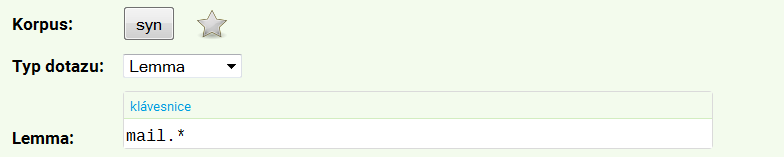 Korpus: syn
Typ dotazu: Lemma
klávesnice
Lemma: mail.*